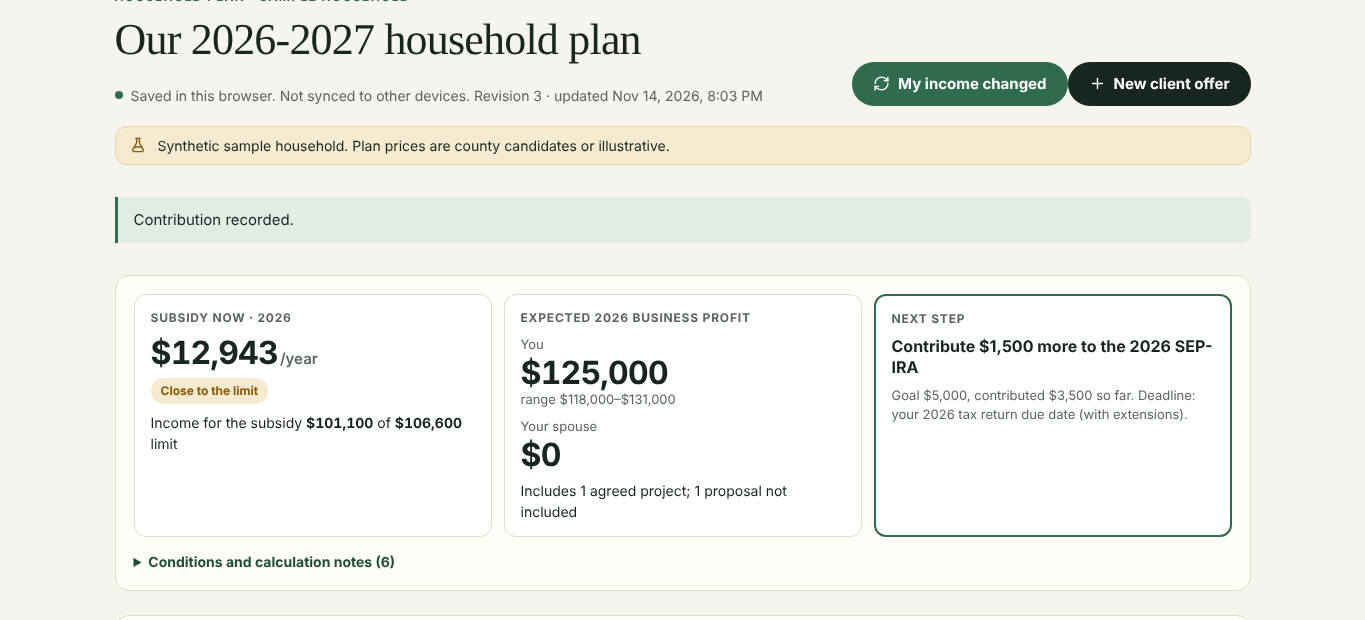 Our 2026-2027 household plan
Saved in this browser. Not synced to other devices. Revision 3 · updated Nov 14, 2026, 8:03 PM
My income changed
New client offer
Synthetic sample household. Plan prices are county candidates or illustrative.
Contribution recorded.
SUBSIDY NOW · 2026
$12,943/year
Close to the limit
Income for the subsidy $101,100 of $106,600
limit
EXPECTED 2026 BUSINESS PROFIT
You
$125,000
range $118,000–$131,000
Your spouse
$0
Includes 1 agreed project; 1 proposal not
included
NEXT STEP
Contribute $1,500 more to the 2026 SEP-
IRA
Goal $5,000, contributed $3,500 so far. Deadline:
your 2026 tax return due date (with extensions).
Conditions and calculation notes (6)